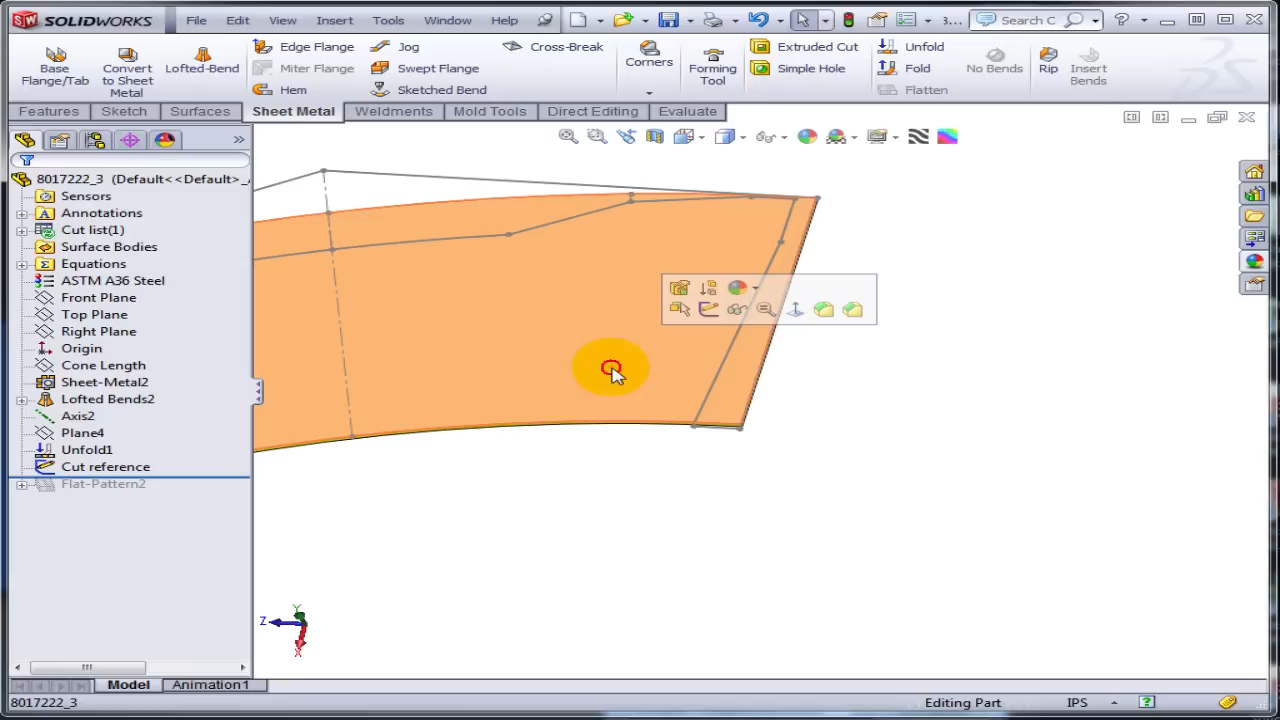 SOLIDWORKS File Edit View Insert Tools Window Help 3... Search C
Base Flange/Tab
Convert to Sheet Metal
Lofted-Bend
Edge Flange
Miter Flange
Hem
Jog
Swept Flange
Sketched Bend
Cross-Break
Corners
Forming Tool
Extruded Cut
Simple Hole
Unfold
Fold
Flatten
No Bends
Rip
Insert Bends
Features Sketch Surfaces Sheet Metal Weldments Mold Tools Direct Editing Evaluate
8017222_3 (Default<<Default>_
Sensors
Annotations
Cut list(1)
Surface Bodies
Equations
ASTM A36 Steel
Front Plane
Top Plane
Right Plane
Origin
Cone Length
Sheet-Metal2
Lofted Bends2
Axis2
Plane4
Unfold1
Cut reference
Flat-Pattern2
Y
Z
X
Model Animation1
8017222_3 Editing Part IPS